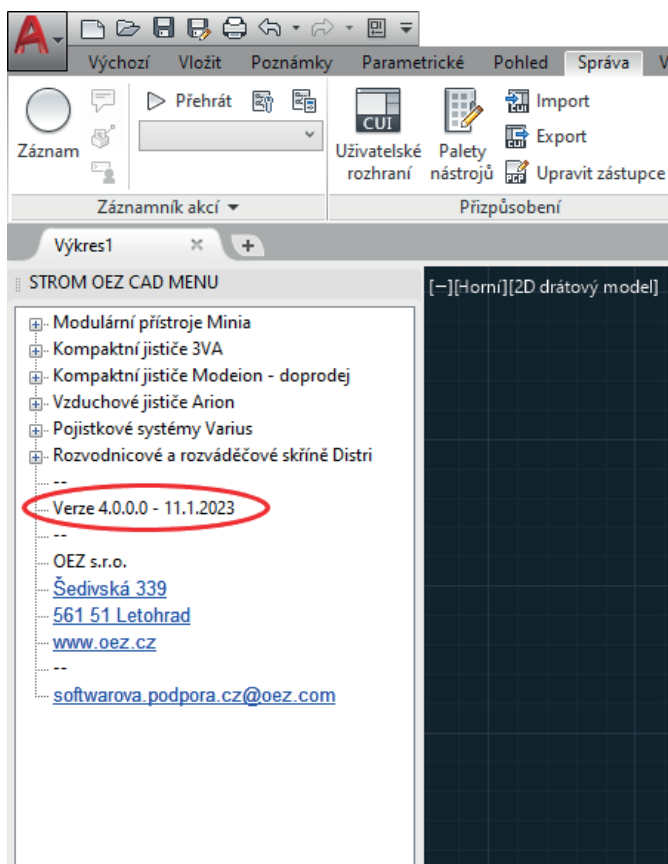 Výchozí Vložit Poznámky Parametrické Pohled Správa V
Přehrát
Záznam
CUI
Uživatelské rozhraní
Palety nástrojů
CUI Import
CUI Export
PGP Upravit zástupce
Záznamník akcí
Přizpůsobení
Výkres1
STROM OEZ CAD MENU
[−][Horní][2D drátový model]
Modulární přístroje Minia
Kompaktní jističe 3VA
Kompaktní jističe Modeion - doprodej
Vzduchové jističe Arion
Pojistkové systémy Varius
Rozvodnicové a rozváděčové skříně Distri
--
Verze 4.0.0.0 - 11.1.2023
--
OEZ s.r.o.
Šedivská 339
561 51 Letohrad
www.oez.cz
--
softwarova.podpora.cz@oez.com